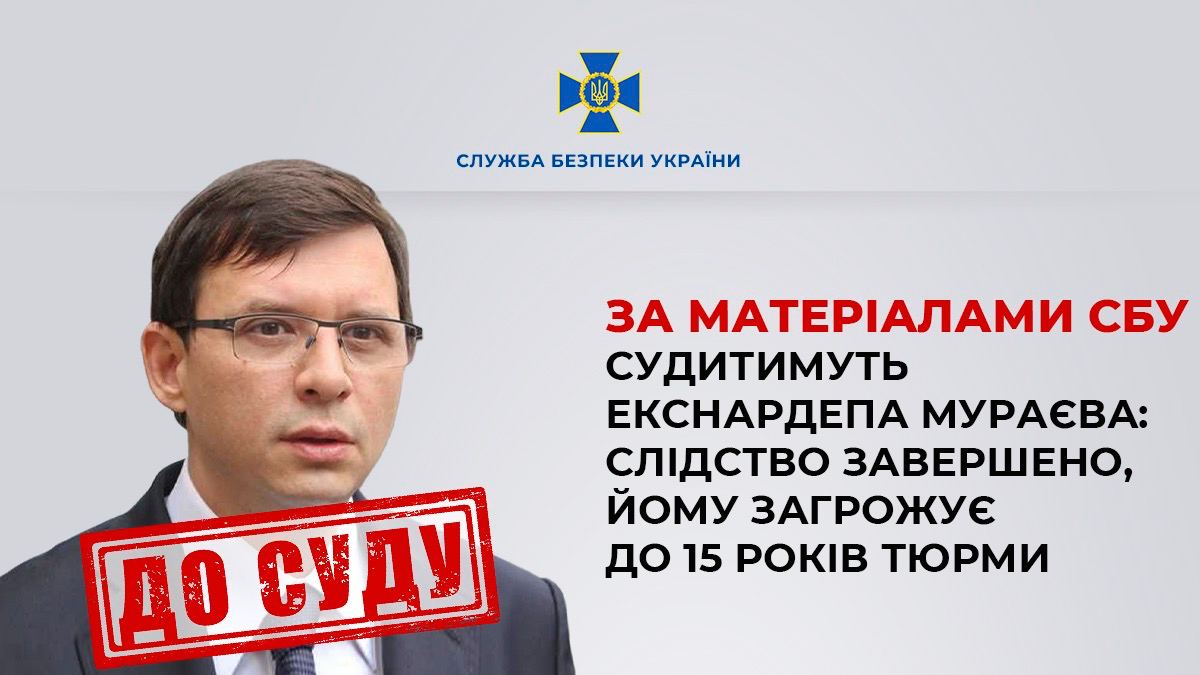 СЛУЖБА БЕЗПЕКИ УКРАЇНИ
ЗА МАТЕРІАЛАМИ СБУ
СУДИТИМУТЬ
ЕКСНАРДЕПА МУРАЄВА:
СЛІДСТВО ЗАВЕРШЕНО,
ЙОМУ ЗАГРОЖУЄ
ДО 15 РОКІВ ТЮРМИ
ДО СУДУ